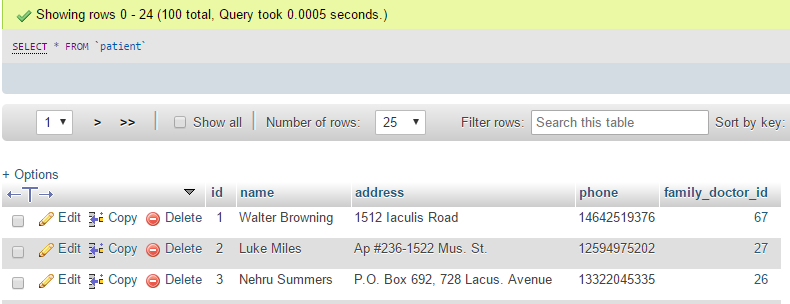 Showing rows 0 - 24 (100 total, Query took 0.0005 seconds.)
SELECT * FROM `patient`
1 > >> Show all Number of rows: 25 Filter rows: Search this table Sort by key:
+ Options
←T→ id name address phone family_doctor_id
Edit Copy Delete 1 Walter Browning 1512 Iaculis Road 14642519376 67
Edit Copy Delete 2 Luke Miles Ap #236-1522 Mus. St. 12594975202 27
Edit Copy Delete 3 Nehru Summers P.O. Box 692, 728 Lacus. Avenue 13322045335 26